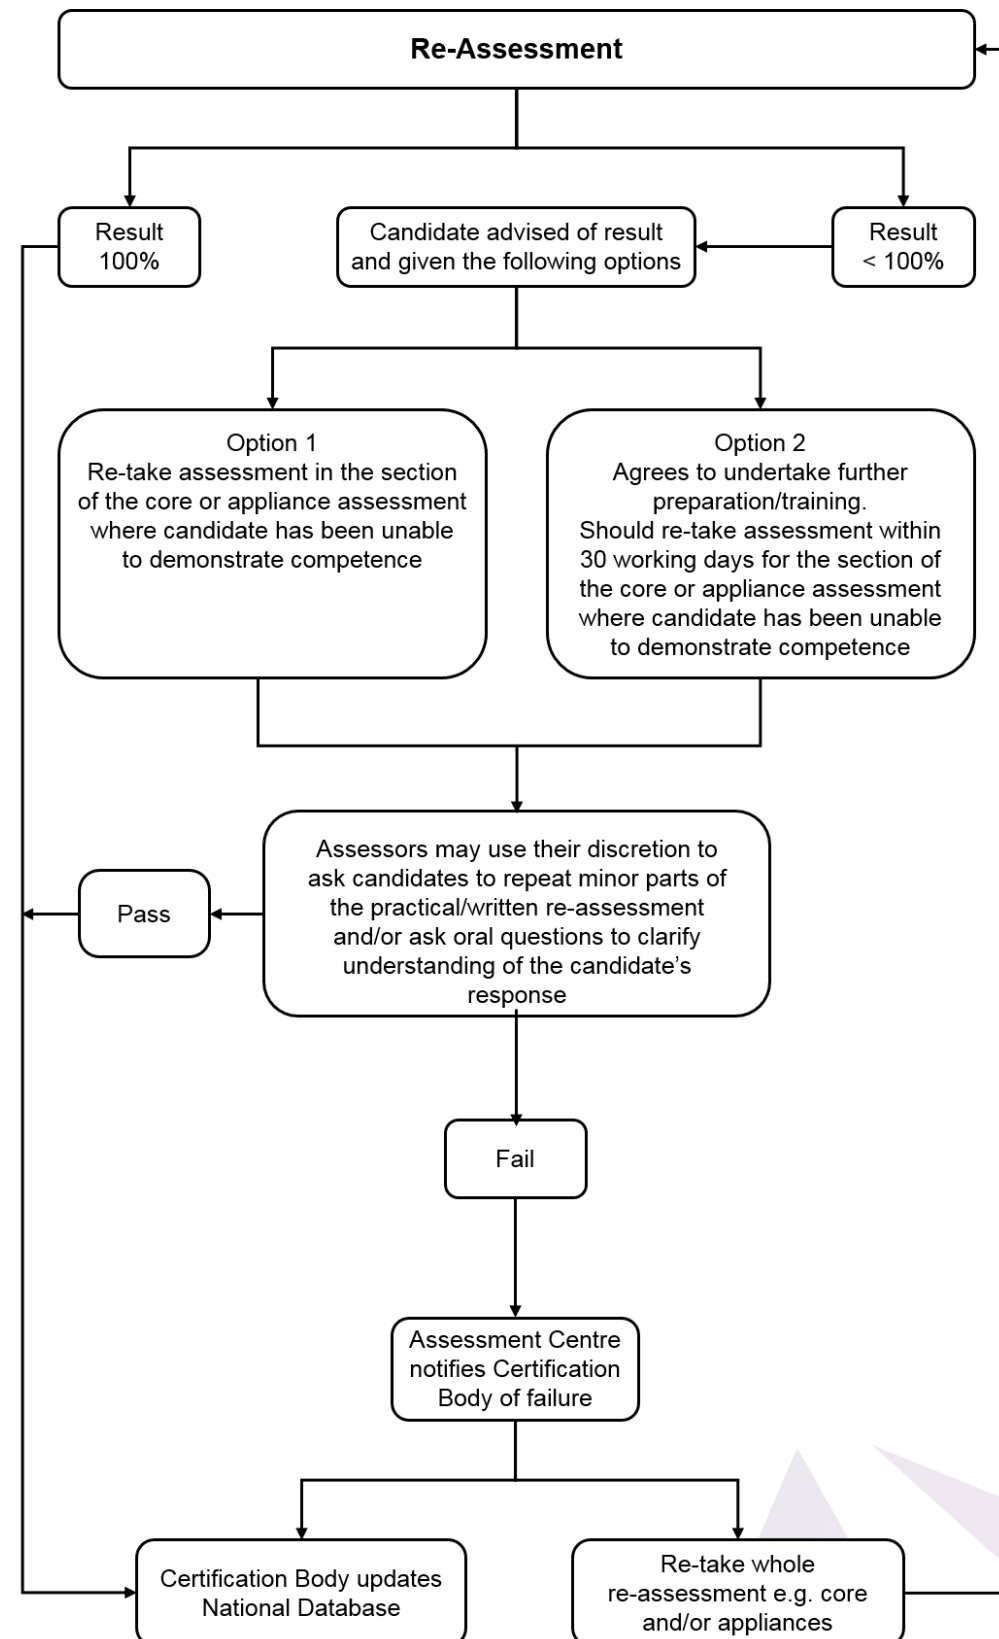 Re-Assessment
Result
100%
Candidate advised of result
and given the following options
Result
< 100%
Option 1
Re-take assessment in the section
of the core or appliance assessment
where candidate has been unable
to demonstrate competence
Option 2
Agrees to undertake further
preparation/training.
Should re-take assessment within
30 working days for the section of
the core or appliance assessment
where candidate has been unable
to demonstrate competence
Assessors may use their discretion to
ask candidates to repeat minor parts of
the practical/written re-assessment
and/or ask oral questions to clarify
understanding of the candidate’s
response
Pass
Fail
Assessment Centre
notifies Certification
Body of failure
Certification Body updates
National Database
Re-take whole
re-assessment e.g. core
and/or appliances